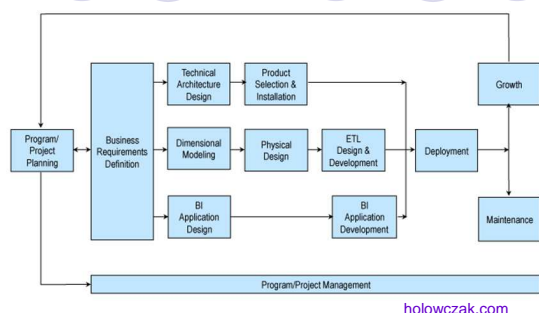 Technical
Architecture
Design
Product
Selection &
Installation
Growth
Program/
Project
Planning
Business
Requirements
Definition
Dimensional
Modeling
Physical
Design
ETL
Design &
Development
Deployment
BI
Application
Design
BI
Application
Development
Maintenance
Program/Project Management
holowczak.com